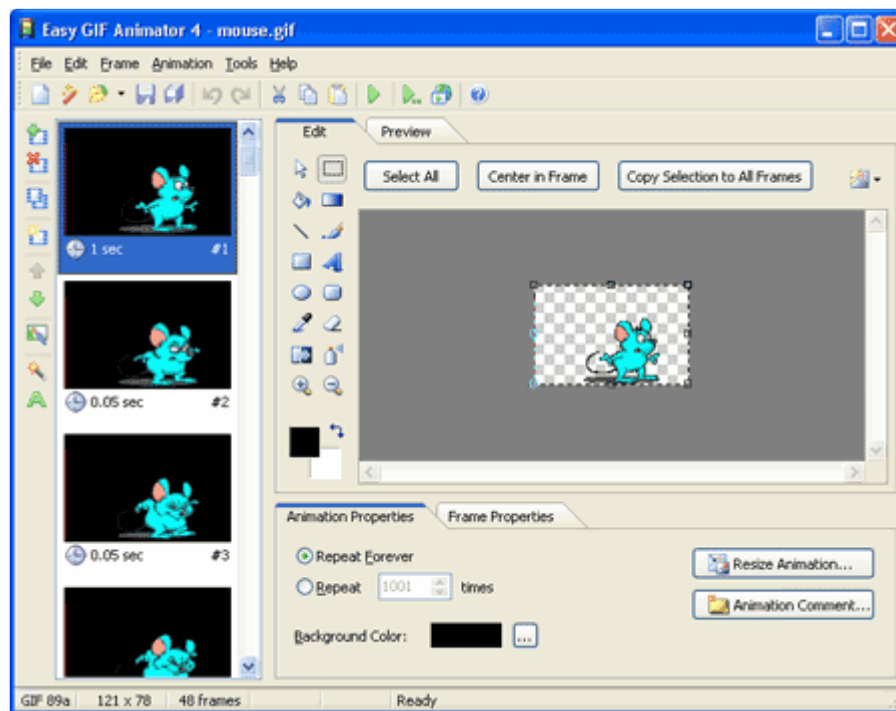 Easy GIF Animator 4 - mouse.gif
File Edit Frame Animation Tools Help
Edit Preview
Select All Center in Frame Copy Selection to All Frames
1 sec #1
0.05 sec #2
0.05 sec #3
Animation Properties Frame Properties
Repeat Forever
Repeat 1001 times
Background Color: ...
Resize Animation...
Animation Comment...
GIF 89a 121 x 78 48 frames Ready